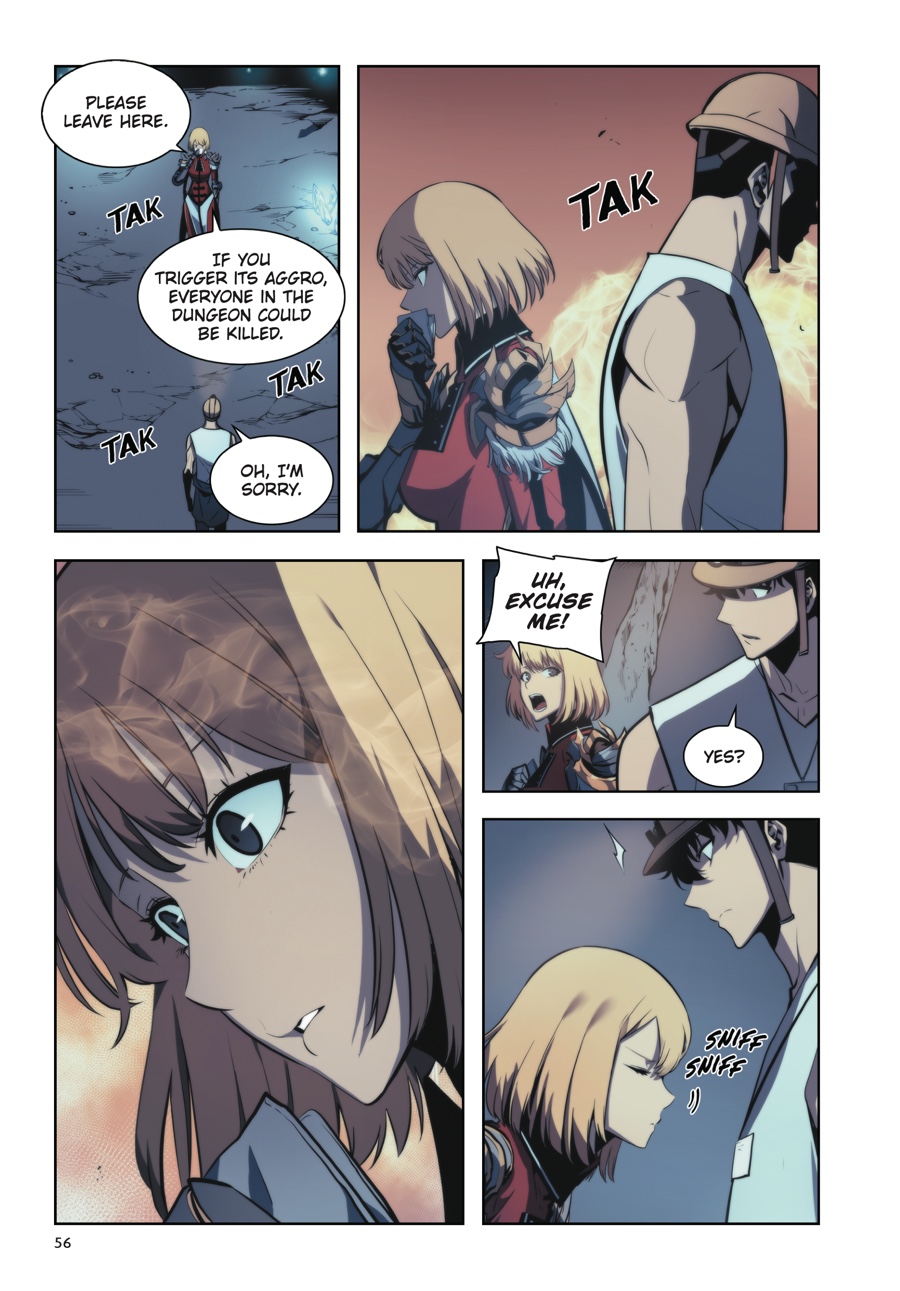 PLEASE
LEAVE HERE.
TAK
IF YOU
TRIGGER ITS AGGRO,
EVERYONE IN THE
DUNGEON COULD
BE KILLED.
TAK
TAK
OH, I'M
SORRY.
TAK
UH,
EXCUSE
ME!
YES?
SNIFF
SNIFF
56